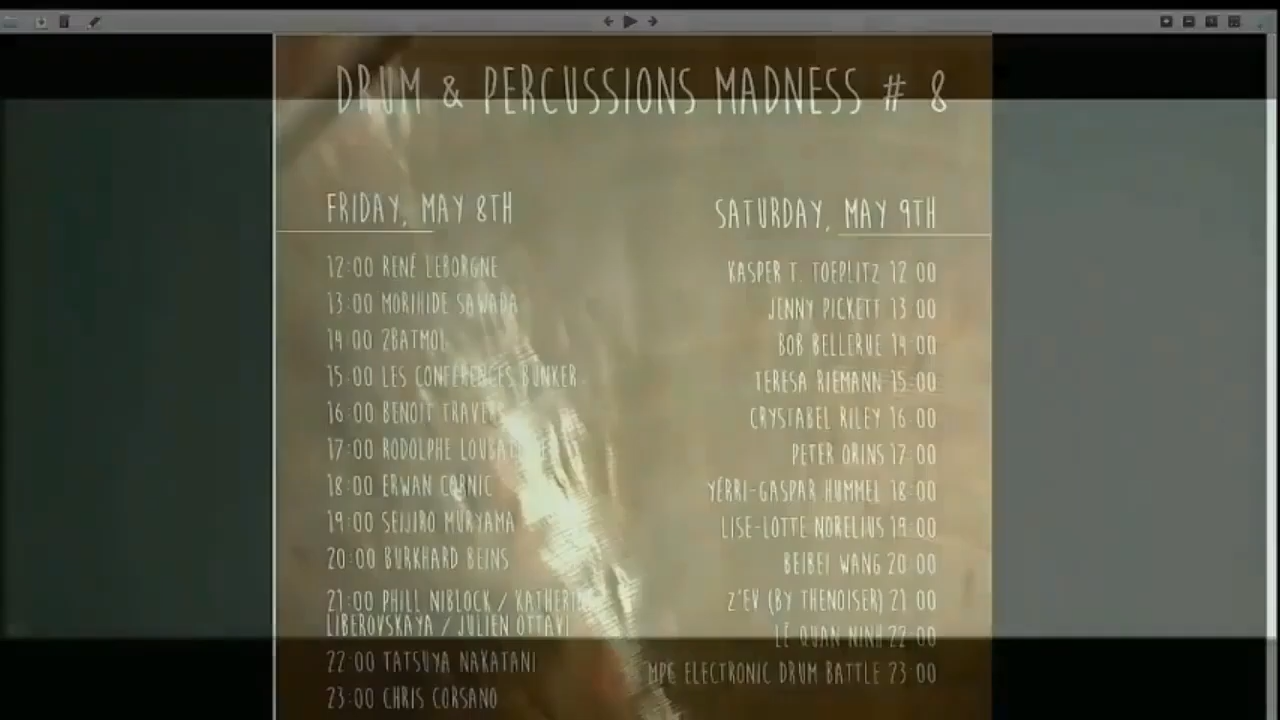 DRUM & PERCUSSIONS MADNESS # 8
FRIDAY, MAY 8TH
12:00 RENÉ LEBORGNE
13:00 MORIHIDE SAWADA
14:00 2BATMOL
15:00 LES CONFÉRENCES BUNKER
16:00 BENOIT TRAVERS
17:00 RODOLPHE
18:00 ERWAN CORNIC
19:00 SEIJIRO MURYAMA
20:00 BURKHARD BEINS
21:00 PHILL NIBLOCK / KATHERINE
LIBEROVSKAYA / JULIEN OTTAVI
22:00 TATSUYA NAKATANI
23:00 CHRIS CORSANO
SATURDAY, MAY 9TH
KASPER T. TOEPLITZ 12:00
JENNY PICKETT 13:00
BOB BELLERUE 14:00
TERESA RIEMANN 15:00
CRYSTABEL RILEY 16:00
PETER ORINS 17:00
YÉRRI-GASPAR HUMMEL 18:00
LISE-LOTTE NORELIUS 19:00
BEIBEI WANG 20:00
Z'EV (BY THENOISER) 21:00
LÊ QUAN NINH 22:00
MPC ELECTRONIC DRUM BATTLE 23:00